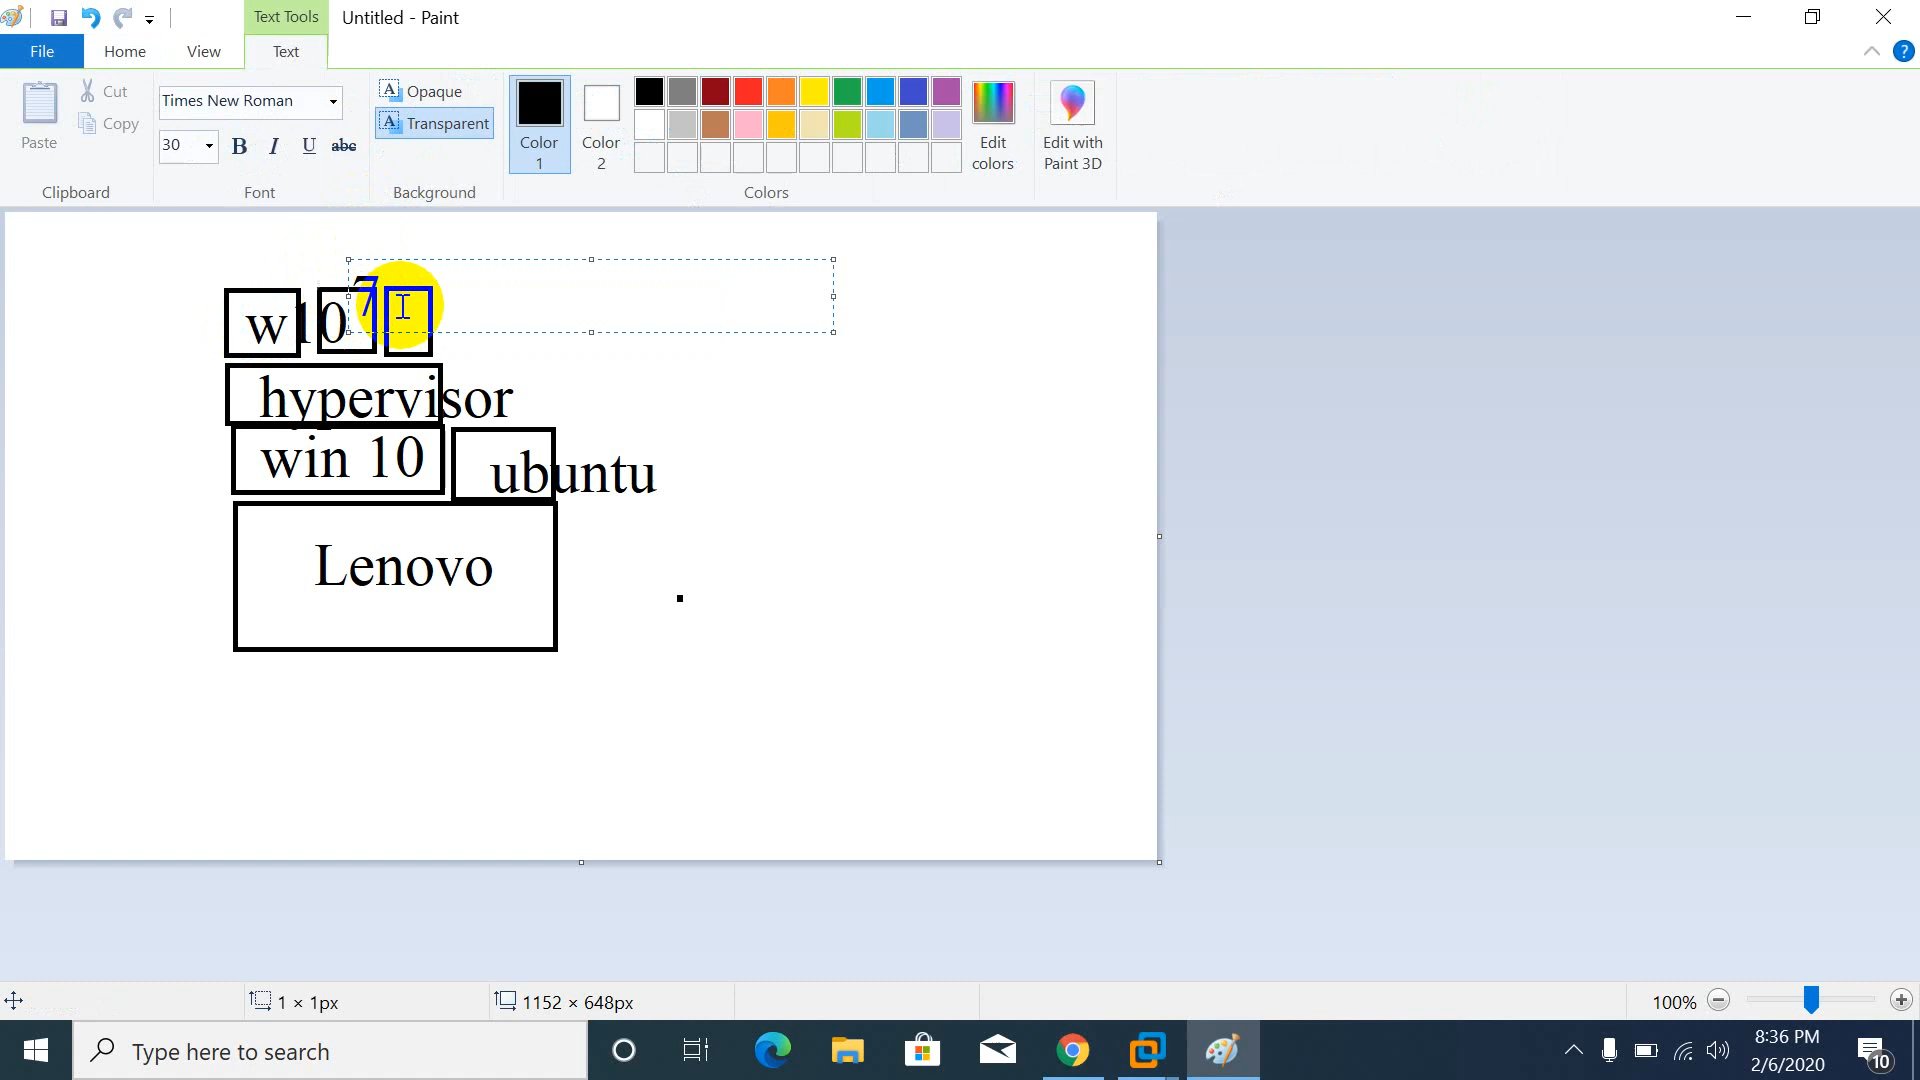 Text Tools
Untitled - Paint
File
Home
View
Text
Paste
Cut
Copy
Clipboard
Times New Roman
30
B
I
U
abc
Font
A Opaque
A Transparent
Background
Color 1
Color 2
Edit colors
Colors
Edit with Paint 3D
?
7
w10
hypervisor
win 10
ubuntu
Lenovo
1 × 1px
1152 × 648px
100%
Type here to search
8:36 PM
2/6/2020
10